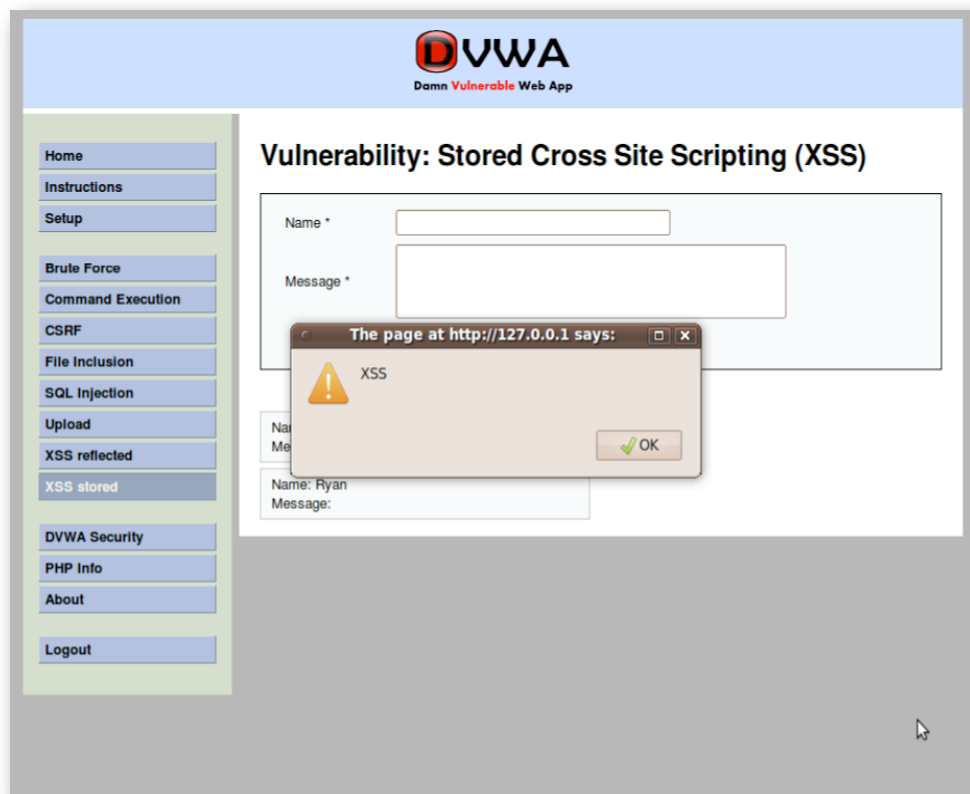 DVWA
Damn Vulnerable Web App
Home
Instructions
Setup
Brute Force
Command Execution
CSRF
File Inclusion
SQL Injection
Upload
XSS reflected
XSS stored
DVWA Security
PHP Info
About
Logout
Vulnerability: Stored Cross Site Scripting (XSS)
Name *
Message *
The page at http://127.0.0.1 says:
XSS
OK
Name: Ryan
Message: